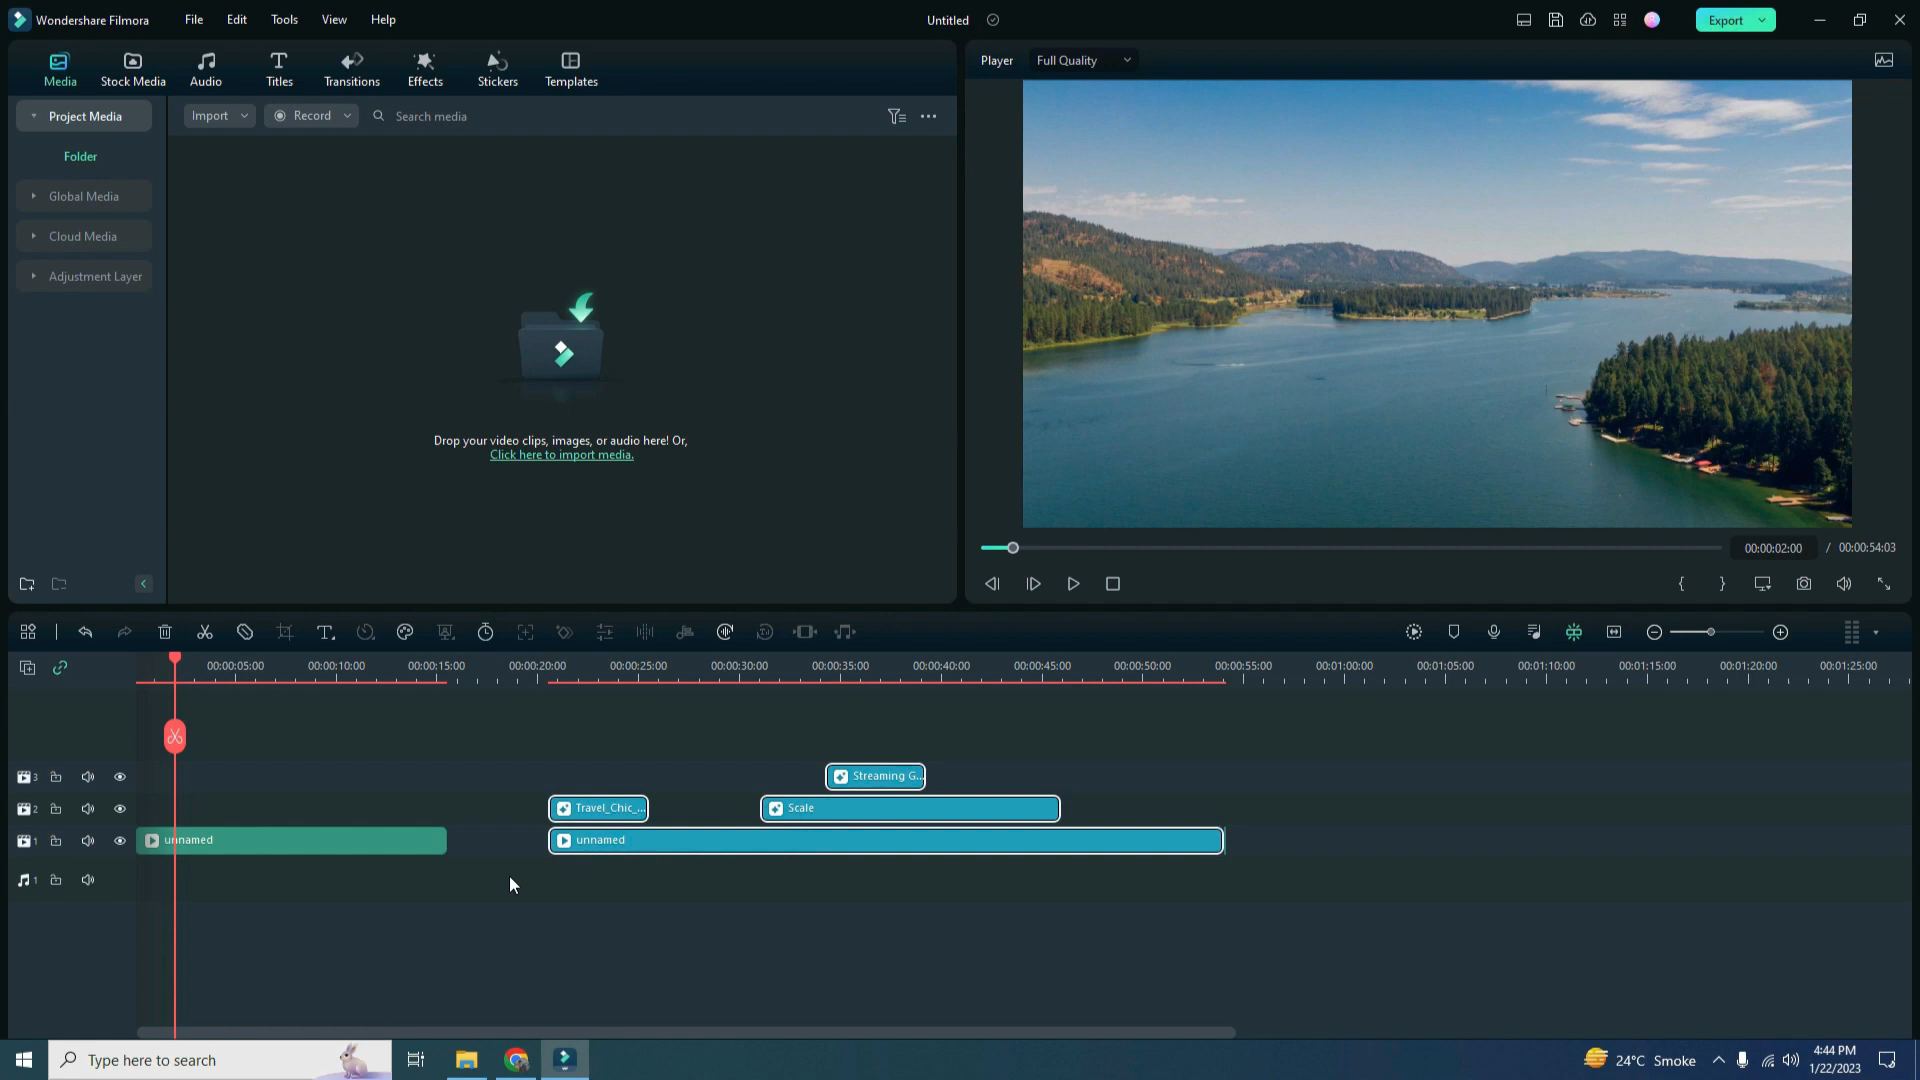 Wondershare Filmora
File Edit Tools View Help
Untitled
Export
Media
Stock Media
Audio
Titles
Transitions
Effects
Stickers
Templates
Player
Full Quality
Project Media
Folder
Global Media
Cloud Media
Adjustment Layer
Import
Record
Search media
Drop your video clips, images, or audio here! Or,
Click here to import media.
00:00:02:00 / 00:00:54:03
00:00:05:00 00:00:10:00 00:00:15:00 00:00:20:00 00:00:25:00 00:00:30:00 00:00:35:00 00:00:40:00 00:00:45:00 00:00:50:00 00:00:55:00 00:01:00:00 00:01:05:00 00:01:10:00 00:01:15:00 00:01:20:00 00:01:25:00
3
Streaming G...
2
Travel_Chic_...
Scale
1
unnamed
unnamed
1
Type here to search
24°C Smoke
4:44 PM
1/22/2023